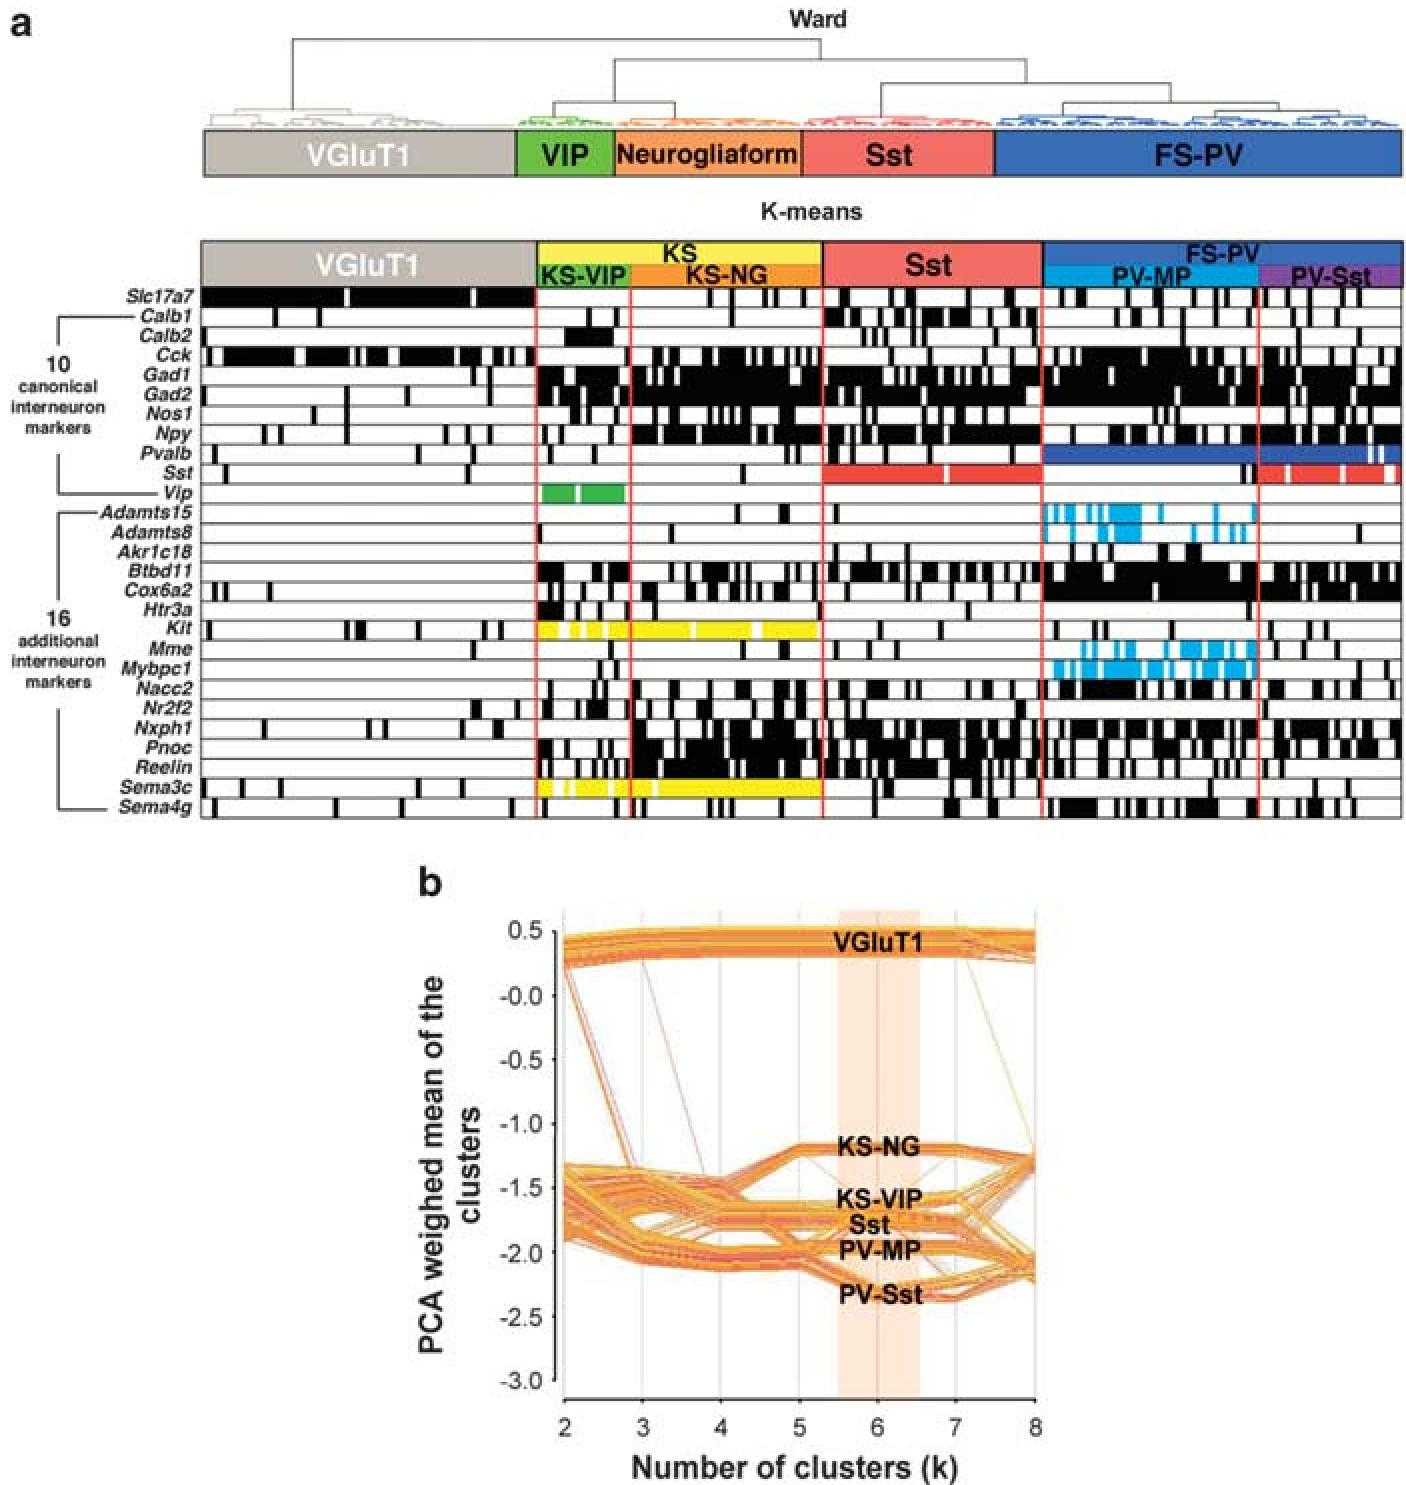 a
Ward
VGluT1 VIP Neurogliaform Sst FS-PV
K-means
VGluT1 KS Sst FS-PV
KS-VIP KS-NG PV-MP PV-Sst
Slc17a7
Calb1
Calb2
Cck
Gad1
Gad2
Nos1
Npy
Pvalb
Sst
Vip
10
canonical
interneuron
markers
Adamts15
Adamts8
Akr1c18
Btbd11
Cox6a2
Htr3a
Kit
Mme
Mybpc1
Nacc2
Nr2f2
Nxph1
Pnoc
Reelin
Sema3c
Sema4g
16
additional
interneuron
markers
b
PCA weighed mean of the
clusters
0.5
-0.0
-0.5
-1.0
-1.5
-2.0
-2.5
-3.0
VGluT1
KS-NG
KS-VIP
Sst
PV-MP
PV-Sst
2 3 4 5 6 7 8
Number of clusters (k)